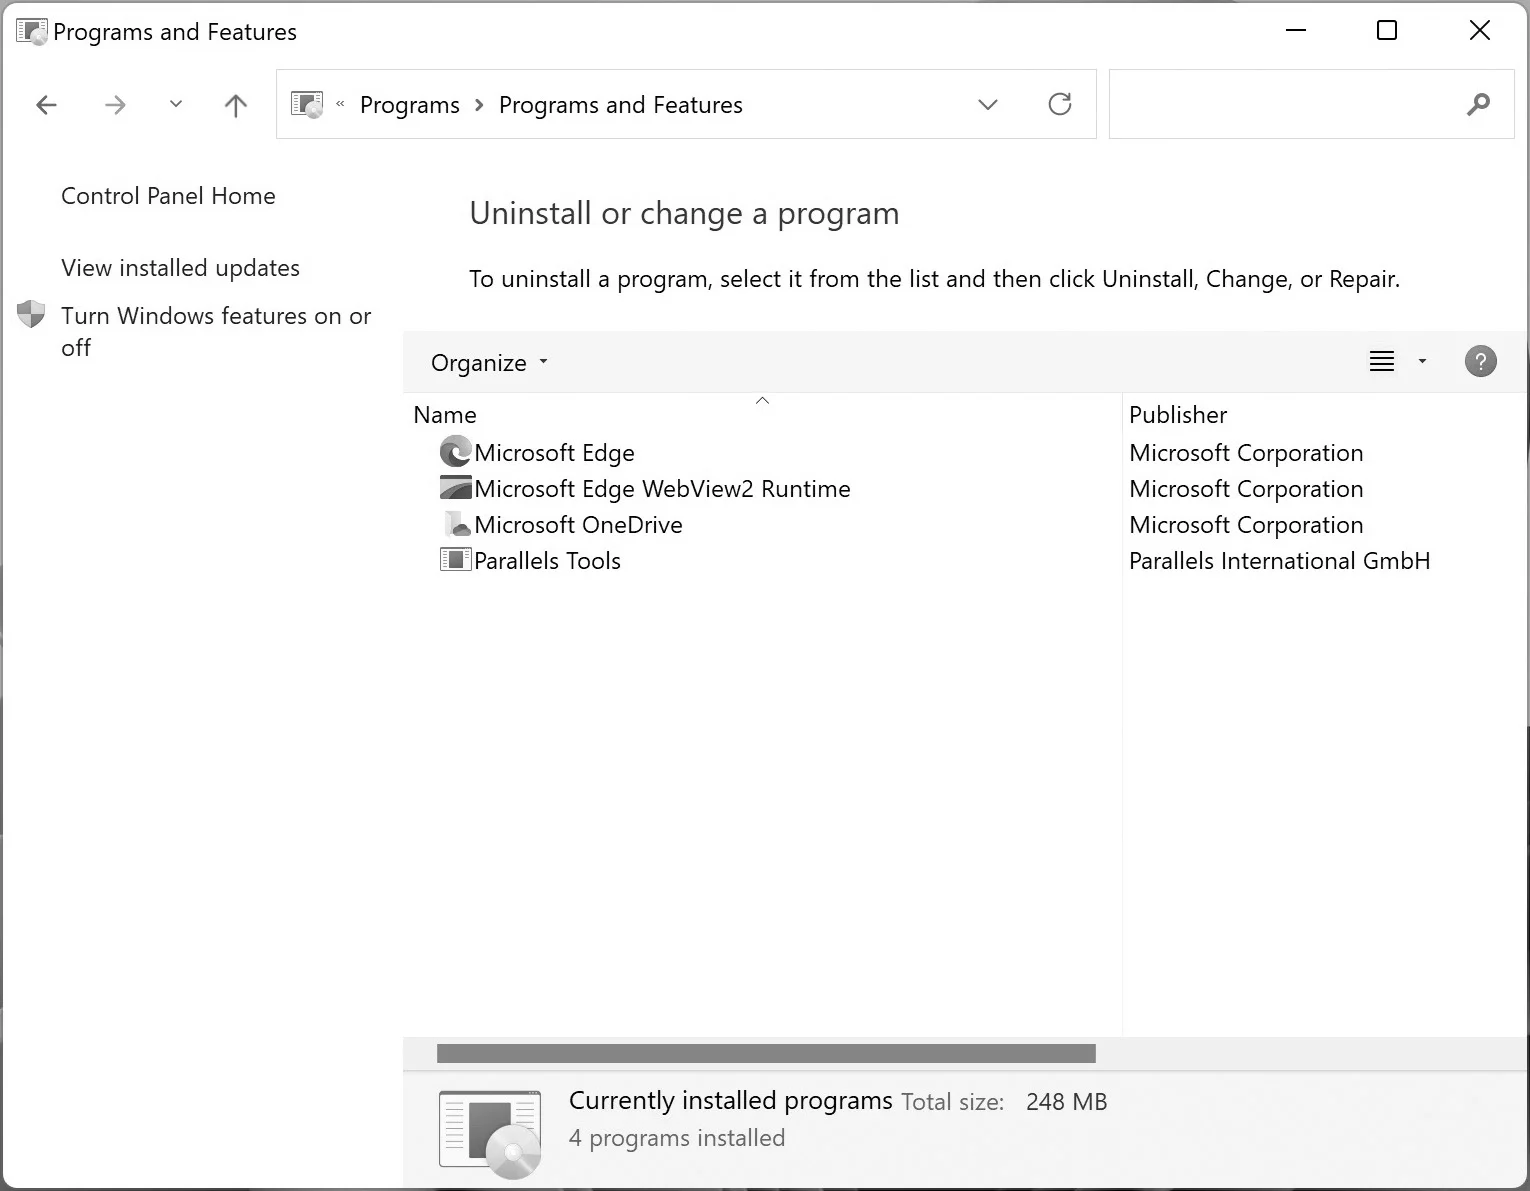 Programs and Features
« Programs > Programs and Features
Control Panel Home
View installed updates
Turn Windows features on or
off
Uninstall or change a program
To uninstall a program, select it from the list and then click Uninstall, Change, or Repair.
Organize
?
Name Publisher
Microsoft Edge Microsoft Corporation
Microsoft Edge WebView2 Runtime Microsoft Corporation
Microsoft OneDrive Microsoft Corporation
Parallels Tools Parallels International GmbH
Currently installed programs Total size: 248 MB
4 programs installed